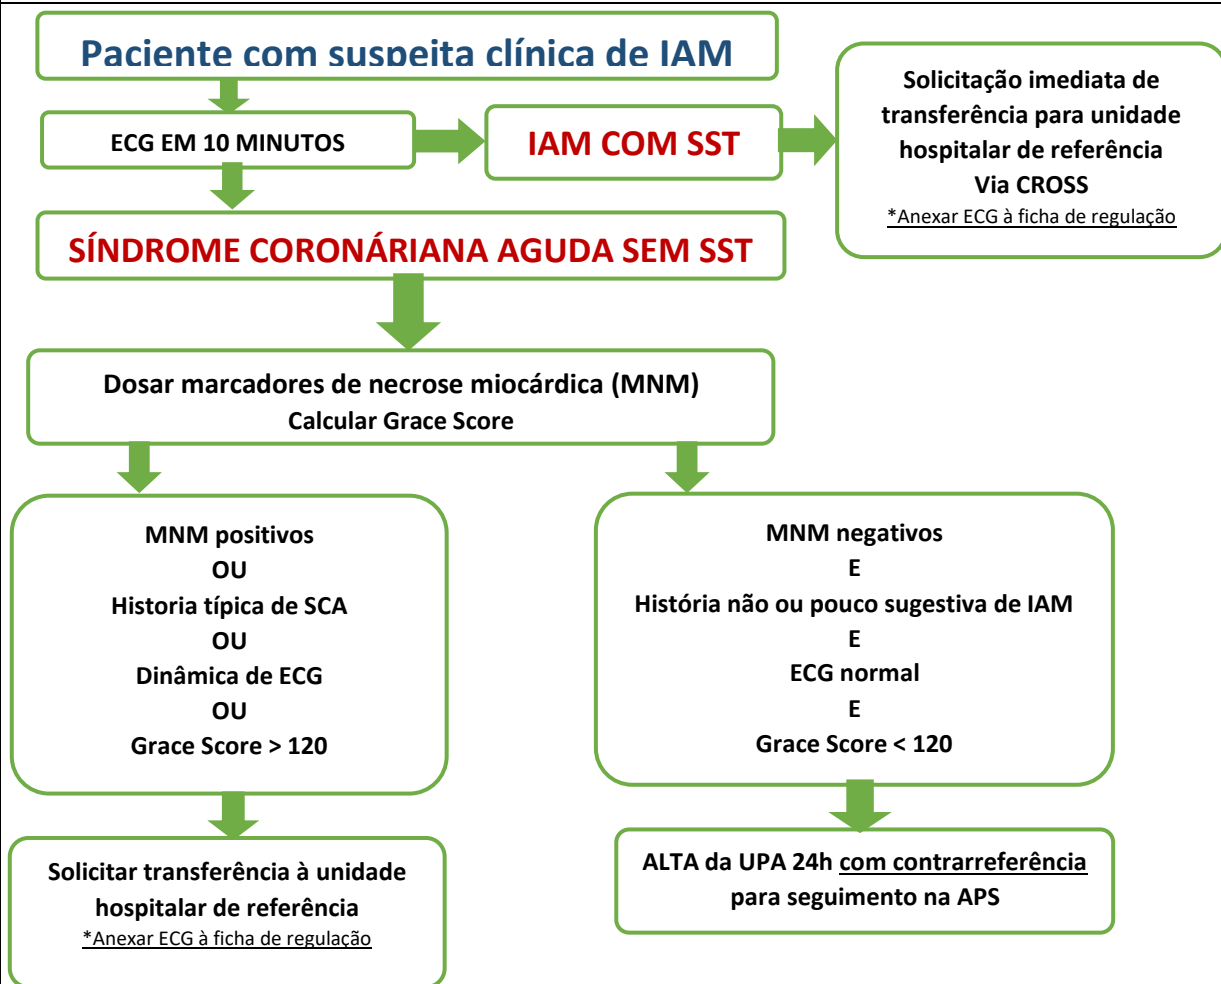 Paciente com suspeita clínica de IAM
ECG EM 10 MINUTOS
IAM COM SST
Solicitação imediata de
transferência para unidade
hospitalar de referência
Via CROSS
*Anexar ECG à ficha de regulação
SÍNDROME CORONÁRIANA AGUDA SEM SST
Dosar marcadores de necrose miocárdica (MNM)
Calcular Grace Score
MNM positivos
OU
Historia típica de SCA
OU
Dinâmica de ECG
OU
Grace Score > 120
MNM negativos
E
História não ou pouco sugestiva de IAM
E
ECG normal
E
Grace Score < 120
Solicitar transferência à unidade
hospitalar de referência
*Anexar ECG à ficha de regulação
ALTA da UPA 24h com contrarreferência
para seguimento na APS